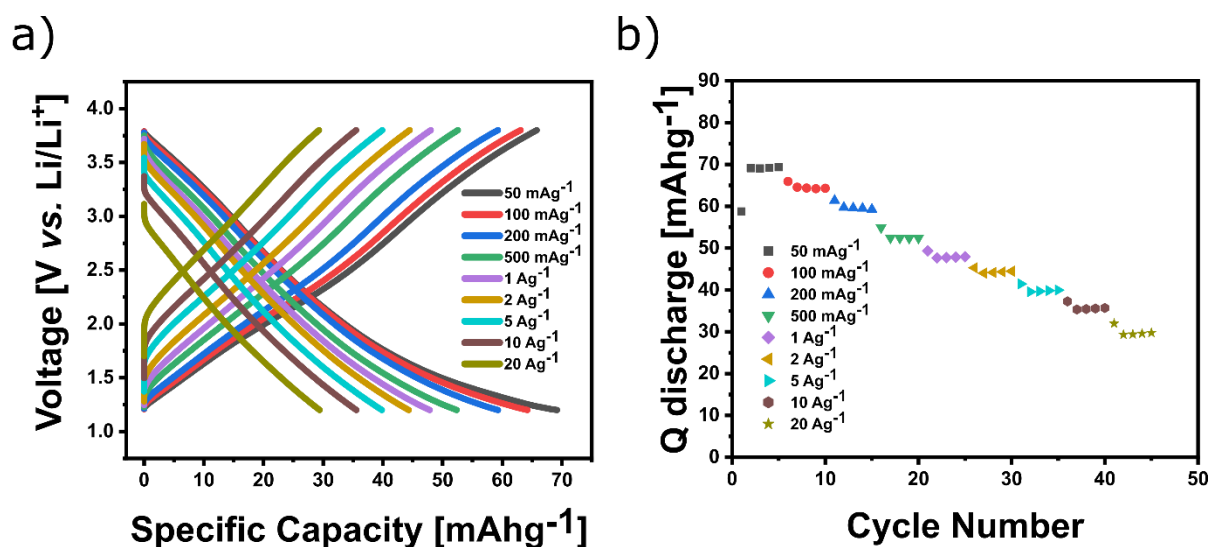 a)
Voltage [V vs. Li/Li⁺]
4.0
3.5
3.0
2.5
2.0
1.5
1.0
50 mAg⁻¹
100 mAg⁻¹
200 mAg⁻¹
500 mAg⁻¹
1 Ag⁻¹
2 Ag⁻¹
5 Ag⁻¹
10 Ag⁻¹
20 Ag⁻¹
0 10 20 30 40 50 60 70
Specific Capacity [mAhg⁻¹]
b)
Q discharge [mAhg⁻¹]
90
80
70
60
50
40
30
20
10
0
50 mAg⁻¹
100 mAg⁻¹
200 mAg⁻¹
500 mAg⁻¹
1 Ag⁻¹
2 Ag⁻¹
5 Ag⁻¹
10 Ag⁻¹
20 Ag⁻¹
0 10 20 30 40 50
Cycle Number